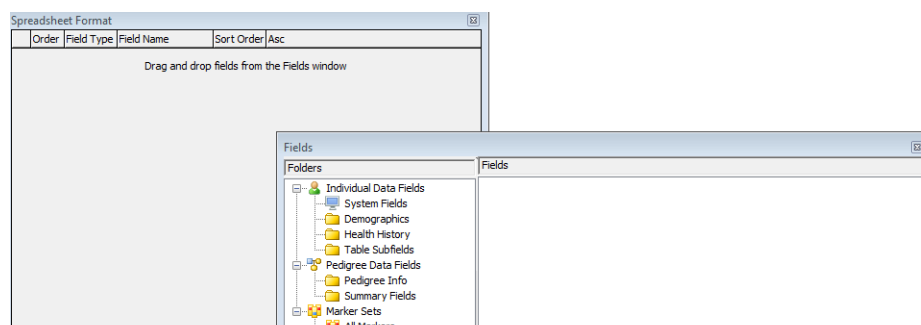 Spreadsheet Format
Order Field Type Field Name Sort Order Asc
Drag and drop fields from the Fields window
Fields
Folders Fields
Individual Data Fields
System Fields
Demographics
Health History
Table Subfields
Pedigree Data Fields
Pedigree Info
Summary Fields
Marker Sets
All Markers